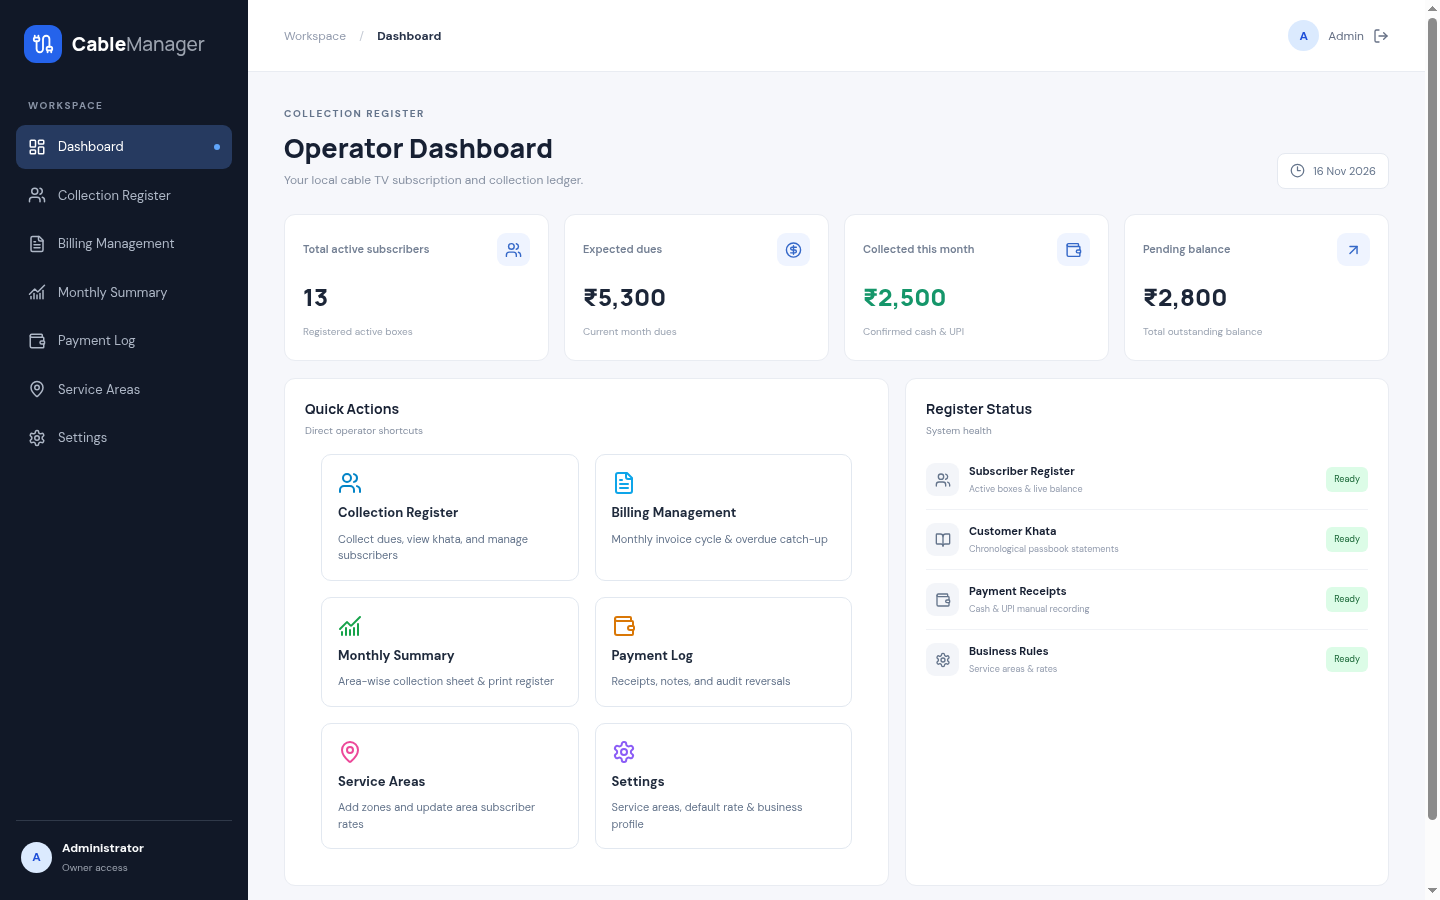 CableManager
WORKSPACE
Dashboard
Collection Register
Billing Management
Monthly Summary
Payment Log
Service Areas
Settings
A
Administrator
Owner access
Workspace / Dashboard
A Admin
COLLECTION REGISTER
Operator Dashboard
Your local cable TV subscription and collection ledger.
16 Nov 2026
Total active subscribers
13
Registered active boxes
Expected dues
₹5,300
Current month dues
Collected this month
₹2,500
Confirmed cash & UPI
Pending balance
₹2,800
Total outstanding balance
Quick Actions
Direct operator shortcuts
Collection Register
Collect dues, view khata, and manage
subscribers
Billing Management
Monthly invoice cycle & overdue catch-up
Monthly Summary
Area-wise collection sheet & print register
Payment Log
Receipts, notes, and audit reversals
Service Areas
Add zones and update area subscriber
rates
Settings
Service areas, default rate & business
profile
Register Status
System health
Subscriber Register
Active boxes & live balance
Ready
Customer Khata
Chronological passbook statements
Ready
Payment Receipts
Cash & UPI manual recording
Ready
Business Rules
Service areas & rates
Ready